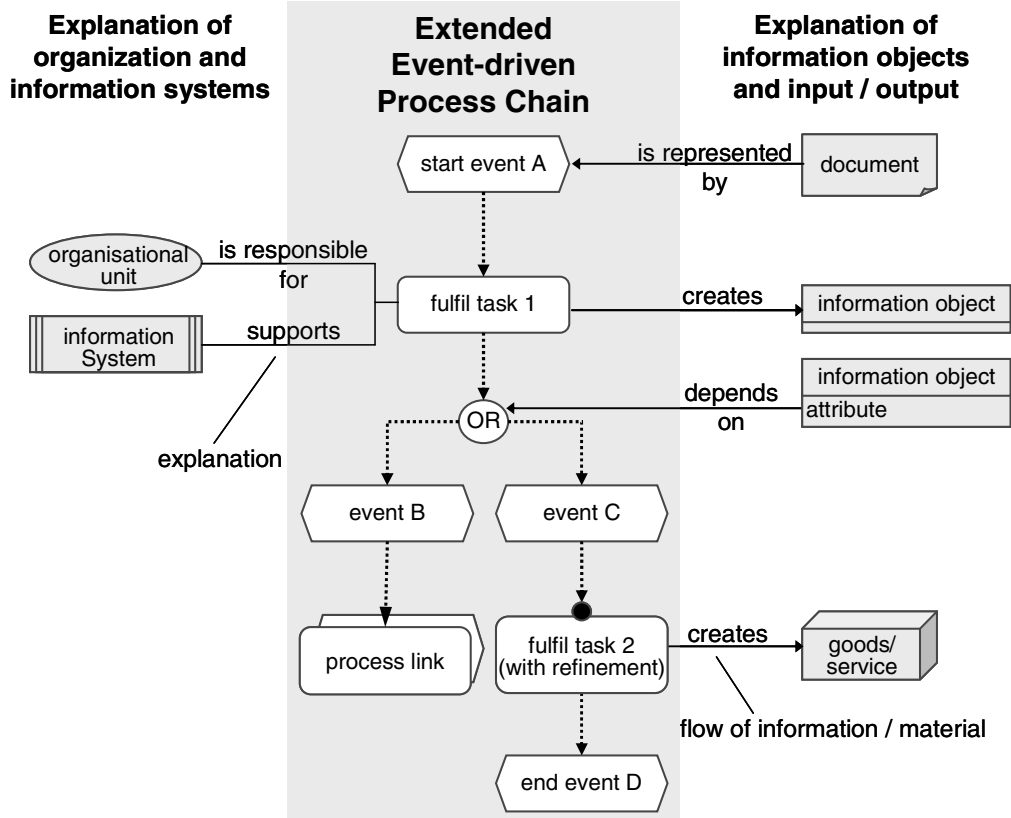 Explanation of
organization and
information systems
Extended
Event-driven
Process Chain
Explanation of
information objects
and input / output
start event A
is represented
by
document
organisational
unit
is responsible
for
fulfil task 1
creates
information object
information
System
supports
information object
attribute
depends
on
OR
explanation
event B
event C
process link
fulfil task 2
(with refinement)
creates
goods/
service
flow of information / material
end event D